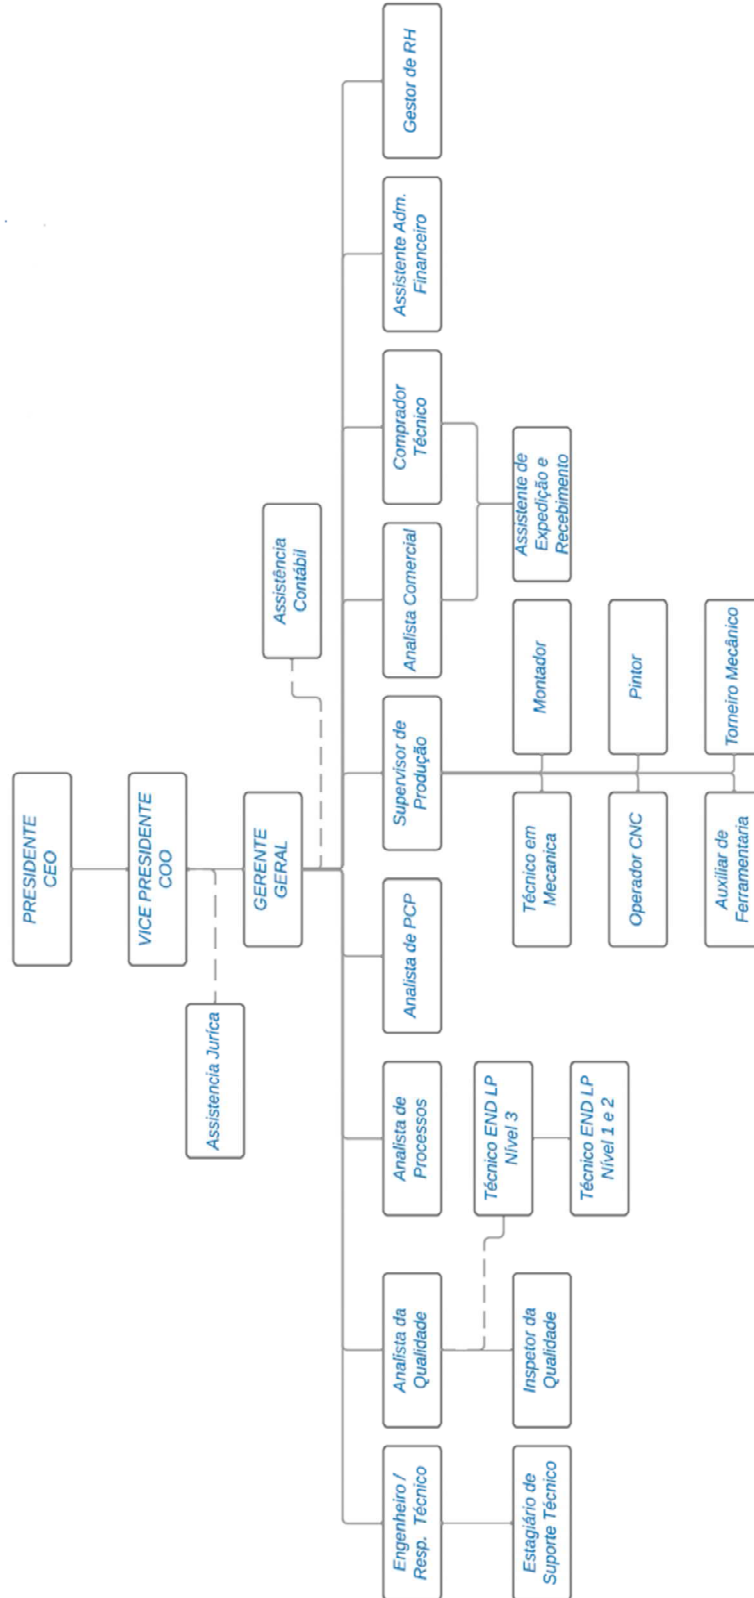 PRESIDENTE
CEO
VICE PRESIDENTE
COO
Assistencia Juríca
GERENTE
GERAL
Assistência
Contábil
Engenheiro /
Resp. Técnico
Analista da
Qualidade
Analista de
Processos
Analista de PCP
Supervisor de
Produção
Analista Comercial
Comprador
Técnico
Assistente Adm.
Financeiro
Gestor de RH
Técnico END LP
Nível 3
Estagiário de
Suporte Técnico
Inspetor da
Qualidade
Técnico END LP
Nível 1 e 2
Técnico em
Mecanica
Montador
Assistente de
Expedição e
Recebimento
Operador CNC
Pintor
Auxiliar de
Ferramentaria
Torneiro Mecânico